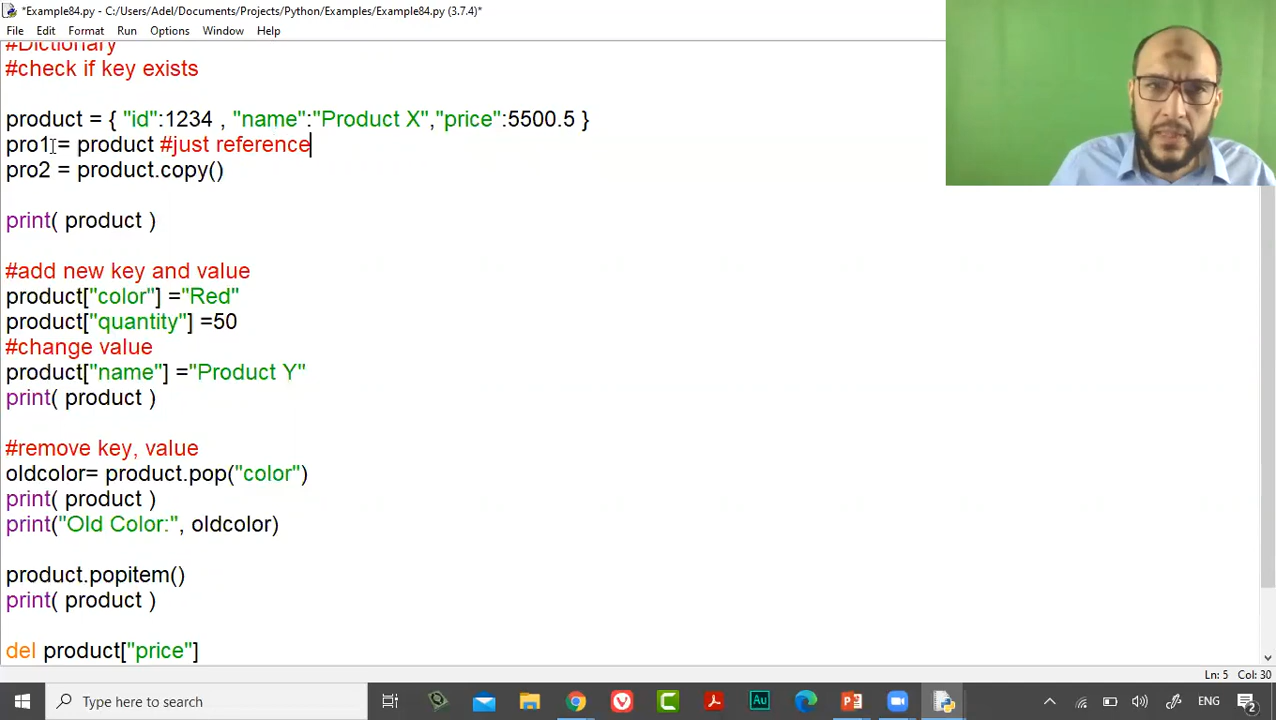 *Example84.py - C:/Users/Adel/Documents/Projects/Python/Examples/Example84.py (3.7.4)*
File Edit Format Run Options Window Help
#Dictionary
#check if key exists
product = { "id":1234 , "name":"Product X","price":5500.5 }
pro1 = product #just reference
pro2 = product.copy()
print( product )
#add new key and value
product["color"] ="Red"
product["quantity"] =50
#change value
product["name"] ="Product Y"
print( product )
#remove key, value
oldcolor= product.pop("color")
print( product )
print("Old Color:", oldcolor)
product.popitem()
print( product )
del product["price"]
Ln: 5 Col: 30
Type here to search
Au
ENG
2